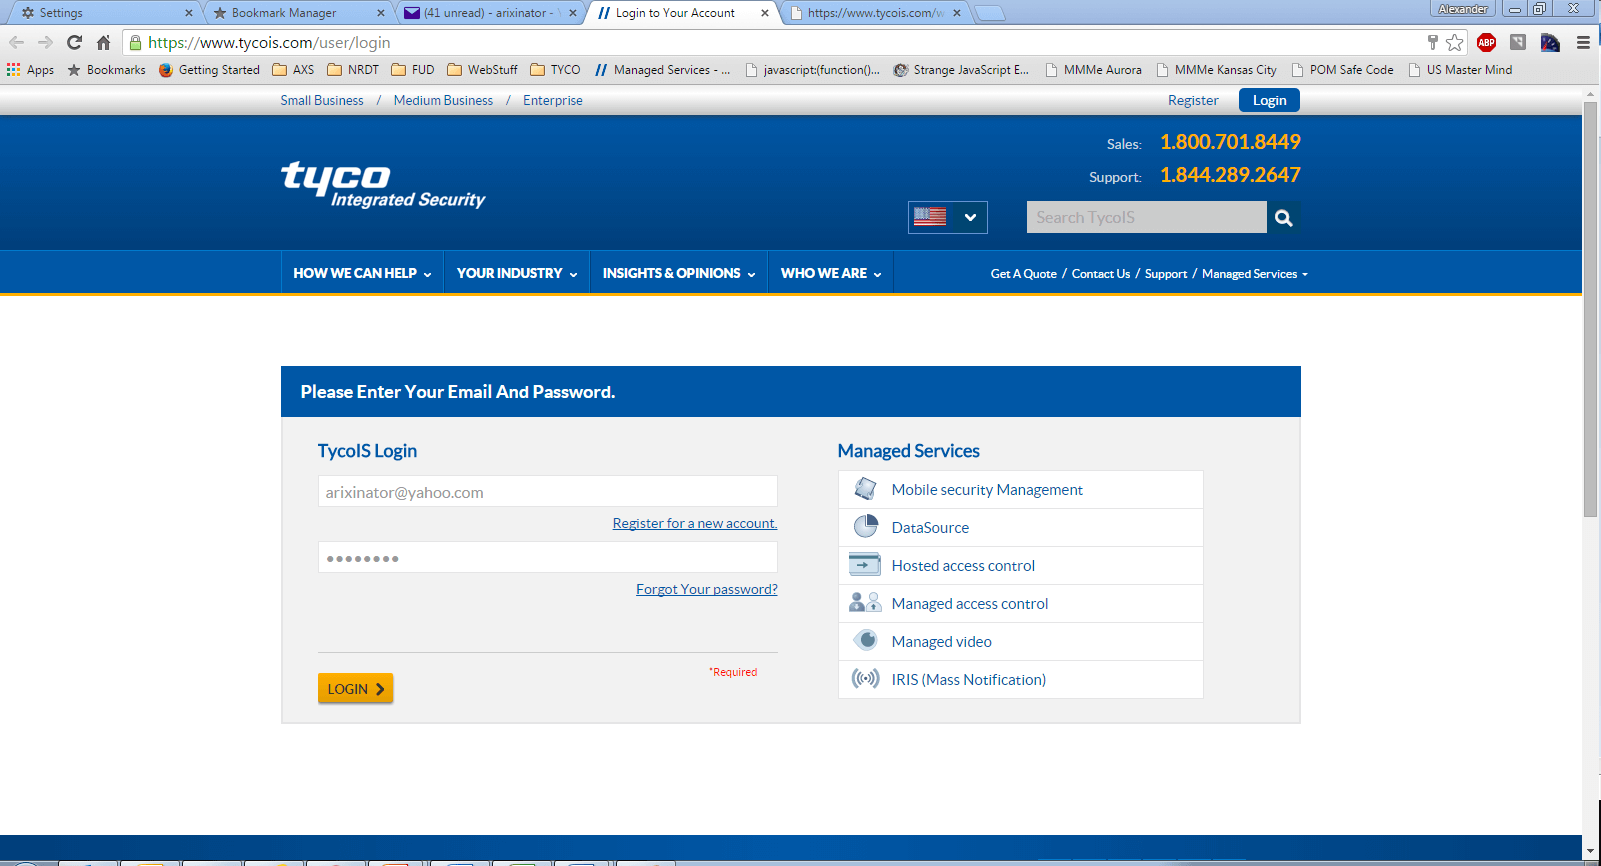 Settings
Bookmark Manager
(41 unread) - arixinator -
Login to Your Account
https://www.tycois.com/w
Alexander
https://www.tycois.com/user/login
ABP
Apps
Bookmarks
Getting Started
AXS
NRDT
FUD
WebStuff
TYCO
Managed Services - ...
javascript:(function()...
Strange JavaScript E...
MMMe Aurora
MMMe Kansas City
POM Safe Code
US Master Mind
Small Business / Medium Business / Enterprise
Register
Login
Sales: 1.800.701.8449
Support: 1.844.289.2647
tyco
Integrated Security
Search TycoIS
HOW WE CAN HELP
YOUR INDUSTRY
INSIGHTS & OPINIONS
WHO WE ARE
Get A Quote / Contact Us / Support / Managed Services
Please Enter Your Email And Password.
TycoIS Login
arixinator@yahoo.com
Register for a new account.
••••••••
Forgot Your password?
*Required
LOGIN
Managed Services
Mobile security Management
DataSource
Hosted access control
Managed access control
Managed video
IRIS (Mass Notification)